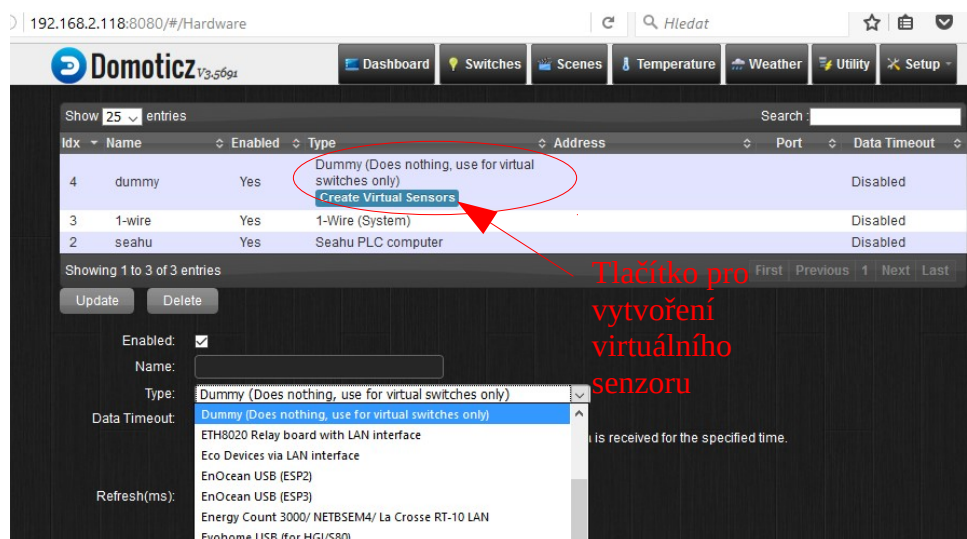 192.168.2.118:8080/#/Hardware
Hledat
Domoticz V3.5691
Dashboard
Switches
Scenes
Temperature
Weather
Utility
Setup
Show 25 entries
Search :
Idx Name Enabled Type Address Port Data Timeout
4 dummy Yes Dummy (Does nothing, use for virtual
switches only) Disabled
Create Virtual Sensors
3 1-wire Yes 1-Wire (System) Disabled
2 seahu Yes Seahu PLC computer Disabled
Showing 1 to 3 of 3 entries
First Previous 1 Next Last
Tlačítko pro
vytvoření
virtuálního
senzoru
Update Delete
Enabled:
Name:
Type: Dummy (Does nothing, use for virtual switches only)
Data Timeout:
Dummy (Does nothing, use for virtual switches only)
ETH8020 Relay board with LAN interface
is received for the specified time.
Eco Devices via LAN interface
EnOcean USB (ESP2)
Refresh(ms):
EnOcean USB (ESP3)
Energy Count 3000/ NETBSEM4/ La Crosse RT-10 LAN
Evohome USB (for HGI/S80)